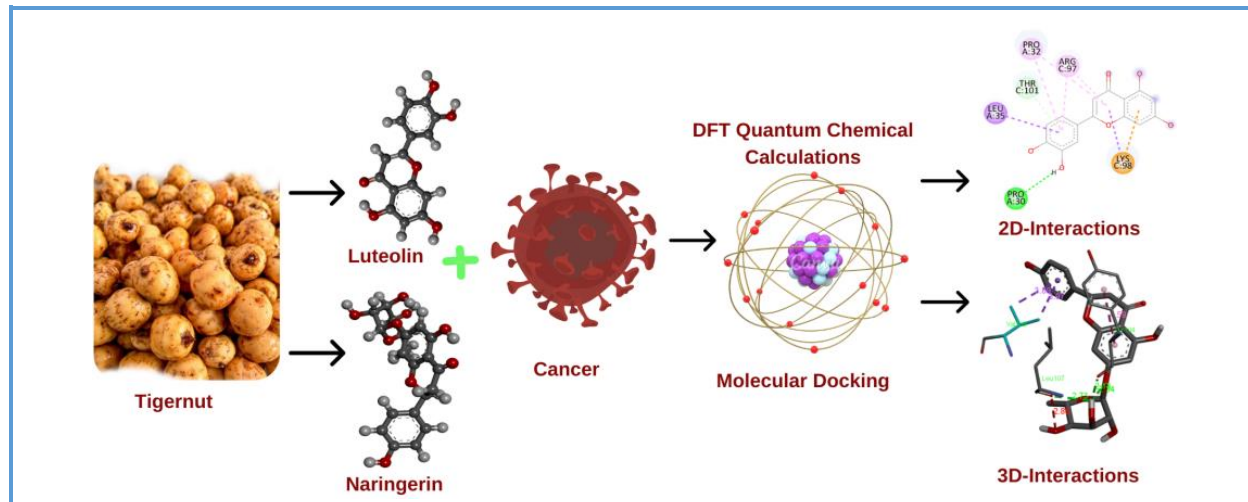 Tigernut
Luteolin
Naringerin
Cancer
DFT Quantum Chemical
Calculations
Molecular Docking
PRO
A:32
ARG
C:97
THR
C:101
LEU
A:35
LYS
C:98
PRO
A:30
H
2D-Interactions
3D-Interactions